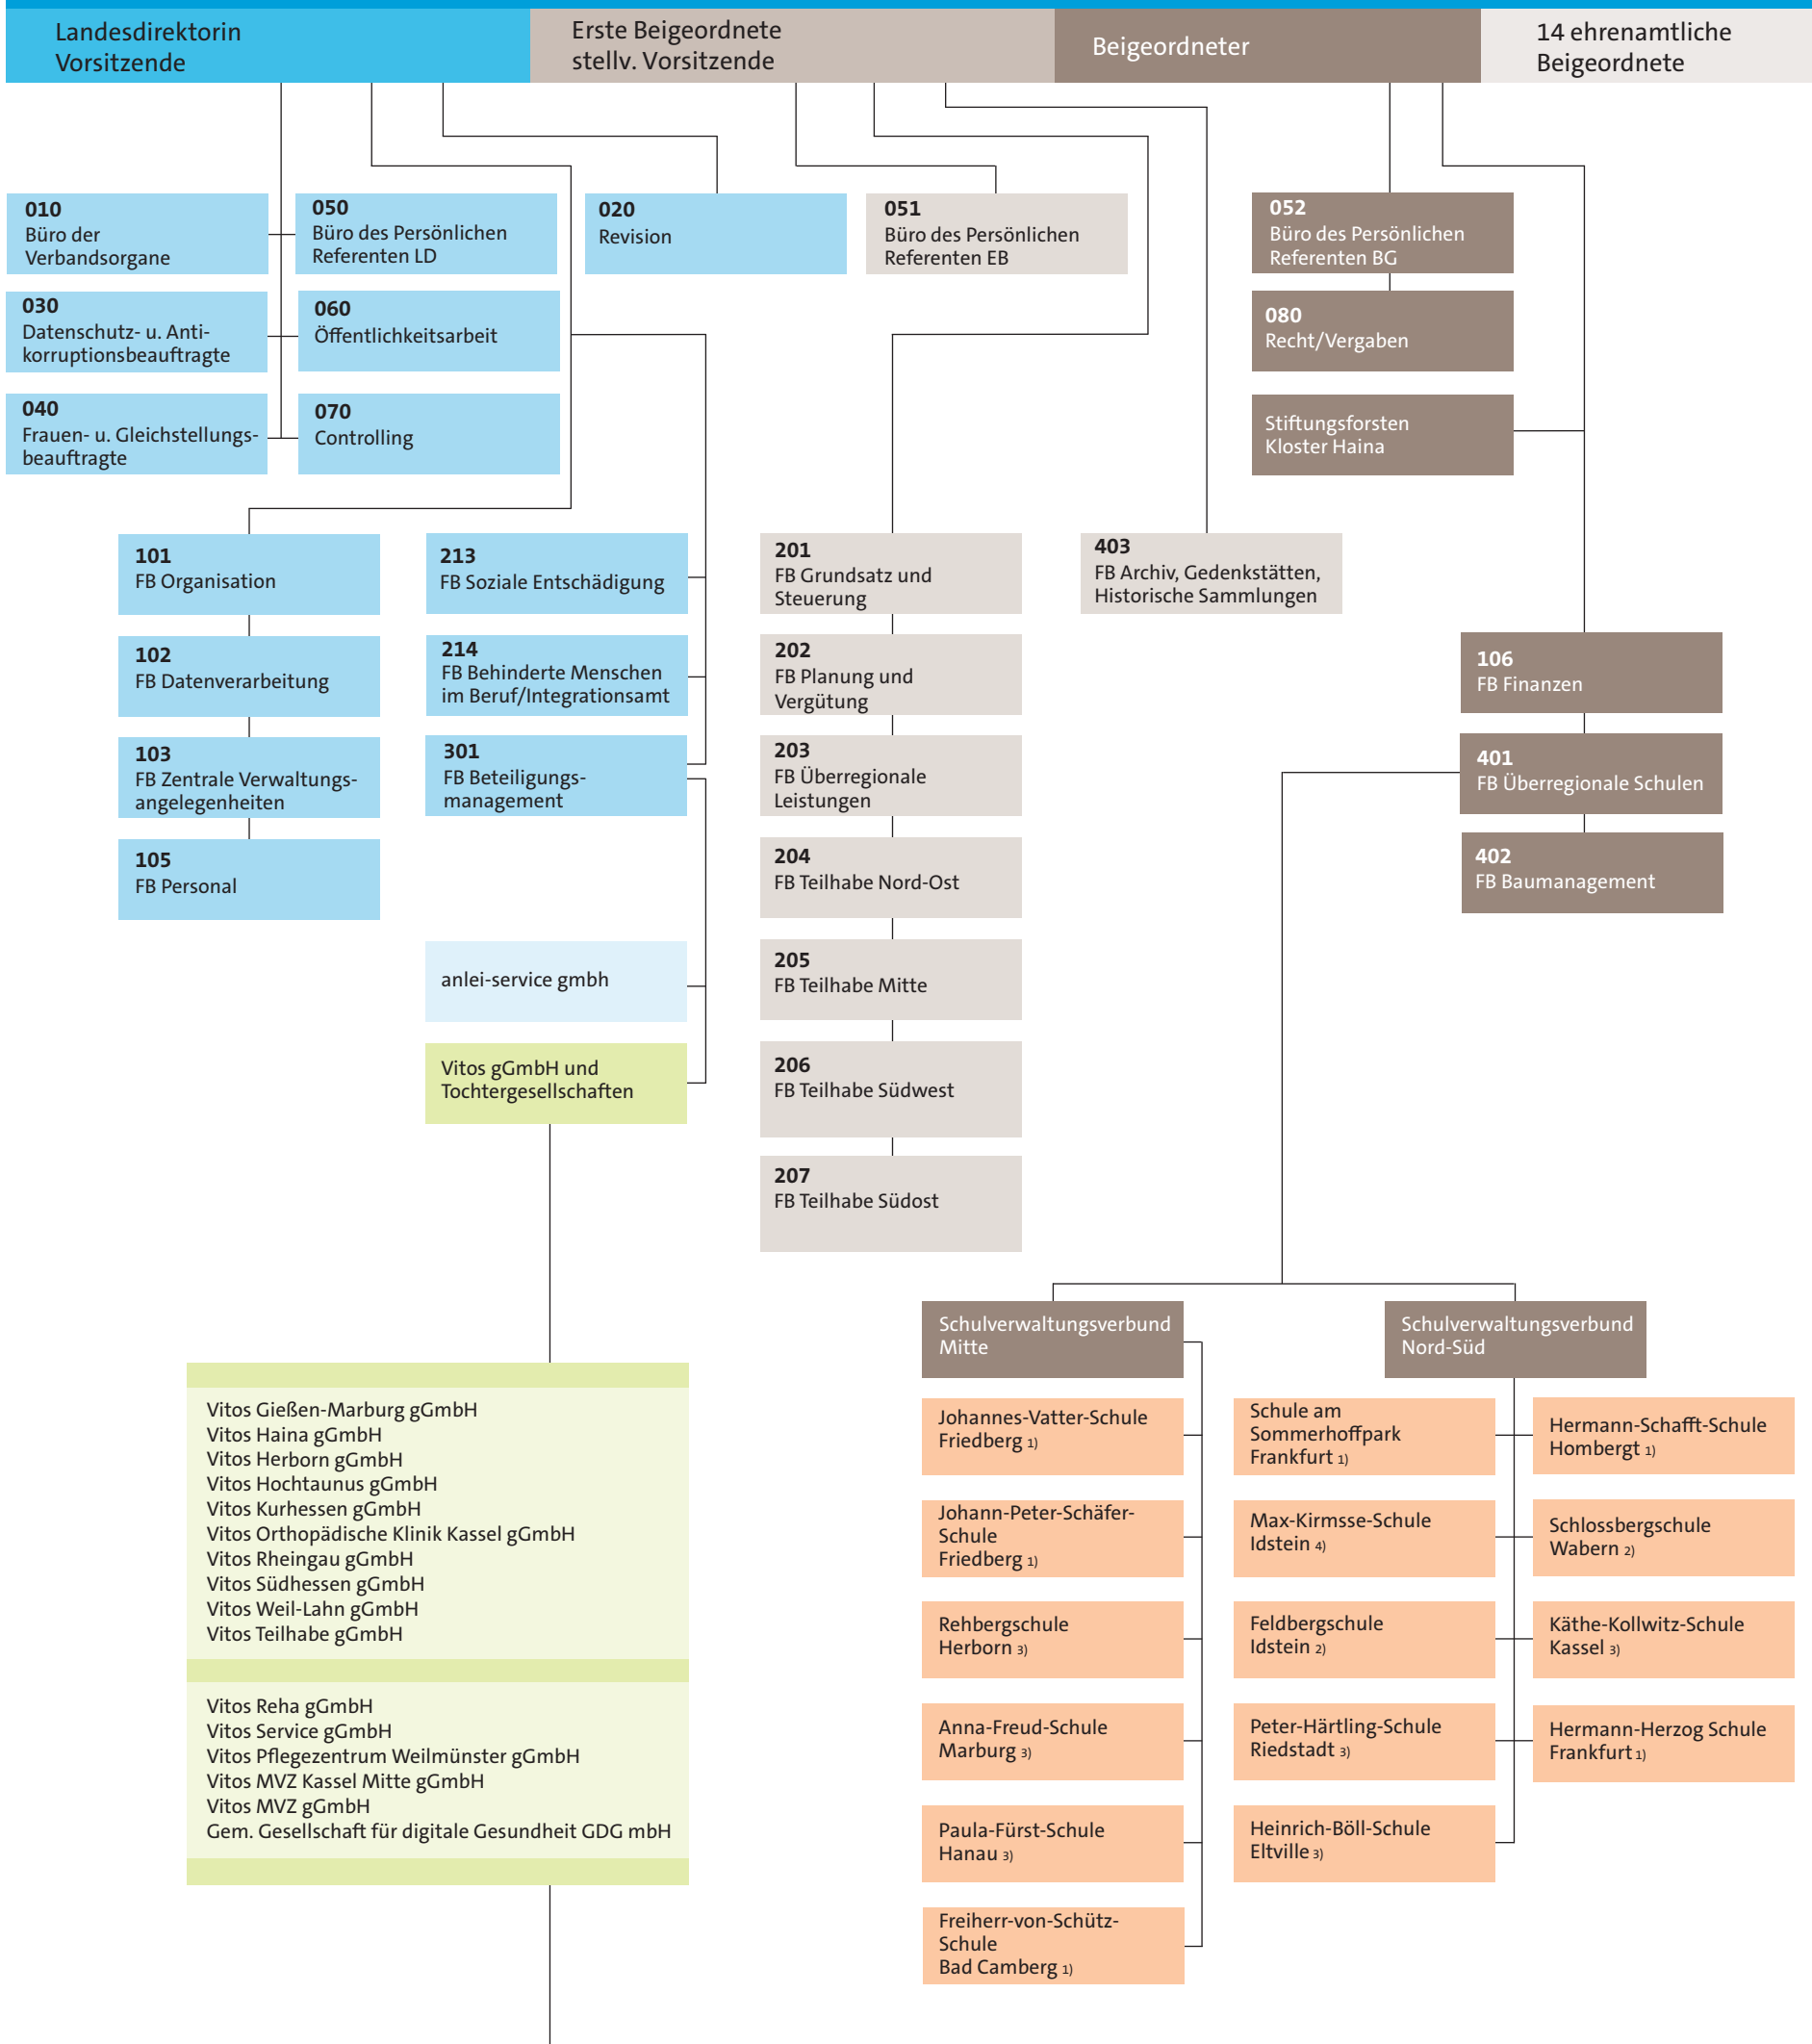 Landesdirektorin
Vorsitzende
Erste Beigeordnete
stellv. Vorsitzende
Beigeordneter
14 ehrenamtliche
Beigeordnete
010
Büro der
Verbandsorgane
050
Büro des Persönlichen
Referenten LD
020
Revision
051
Büro des Persönlichen
Referenten EB
052
Büro des Persönlichen
Referenten BG
030
Datenschutz- u. Anti-
korruptionsbeauftragte
060
Öffentlichkeitsarbeit
080
Recht/Vergaben
040
Frauen- u. Gleichstellungs-
beauftragte
070
Controlling
Stiftungsforsten
Kloster Haina
101
FB Organisation
102
FB Datenverarbeitung
103
FB Zentrale Verwaltungs-
angelegenheiten
105
FB Personal
213
FB Soziale Entschädigung
214
FB Behinderte Menschen
im Beruf/Integrationsamt
301
FB Beteiligungs-
management
anlei-service gmbh
Vitos gGmbH und
Tochtergesellschaften
201
FB Grundsatz und
Steuerung
202
FB Planung und
Vergütung
203
FB Überregionale
Leistungen
204
FB Teilhabe Nord-Ost
205
FB Teilhabe Mitte
206
FB Teilhabe Südwest
207
FB Teilhabe Südost
403
FB Archiv, Gedenkstätten,
Historische Sammlungen
106
FB Finanzen
401
FB Überregionale Schulen
402
FB Baumanagement
Vitos Gießen-Marburg gGmbH
Vitos Haina gGmbH
Vitos Herborn gGmbH
Vitos Hochtaunus gGmbH
Vitos Kurhessen gGmbH
Vitos Orthopädische Klinik Kassel gGmbH
Vitos Rheingau gGmbH
Vitos Südhessen gGmbH
Vitos Weil-Lahn gGmbH
Vitos Teilhabe gGmbH
Vitos Reha gGmbH
Vitos Service gGmbH
Vitos Pflegezentrum Weilmünster gGmbH
Vitos MVZ Kassel Mitte gGmbH
Vitos MVZ gGmbH
Gem. Gesellschaft für digitale Gesundheit GDG mbH
Schulverwaltungsverbund
Mitte
Johannes-Vatter-Schule
Friedberg 1)
Johann-Peter-Schäfer-
Schule
Friedberg 1)
Rehbergschule
Herborn 3)
Anna-Freud-Schule
Marburg 3)
Paula-Fürst-Schule
Hanau 3)
Freiherr-von-Schütz-
Schule
Bad Camberg 1)
Schulverwaltungsverbund
Nord-Süd
Schule am
Sommerhoffpark
Frankfurt 1)
Max-Kirmsse-Schule
Idstein 4)
Feldbergschule
Idstein 2)
Peter-Härtling-Schule
Riedstadt 3)
Heinrich-Böll-Schule
Eltville 3)
Hermann-Schafft-Schule
Hombergt 1)
Schlossbergschule
Wabern 2)
Käthe-Kollwitz-Schule
Kassel 3)
Hermann-Herzog Schule
Frankfurt 1)